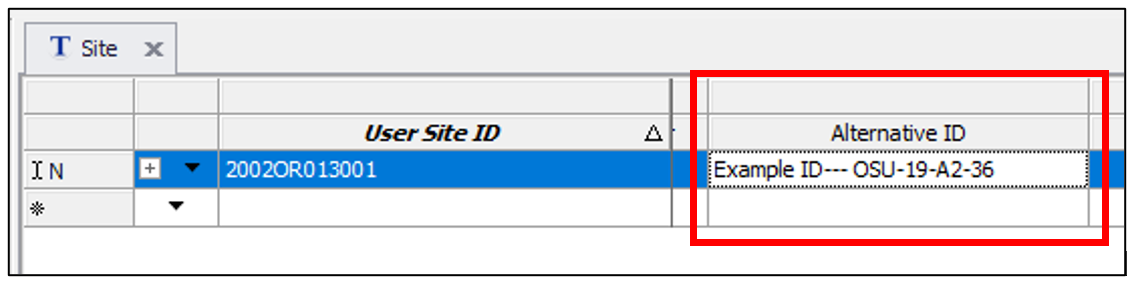 T Site x
User Site ID Alternative ID
N 2002OR013001 Example ID--- OSU-19-A2-36